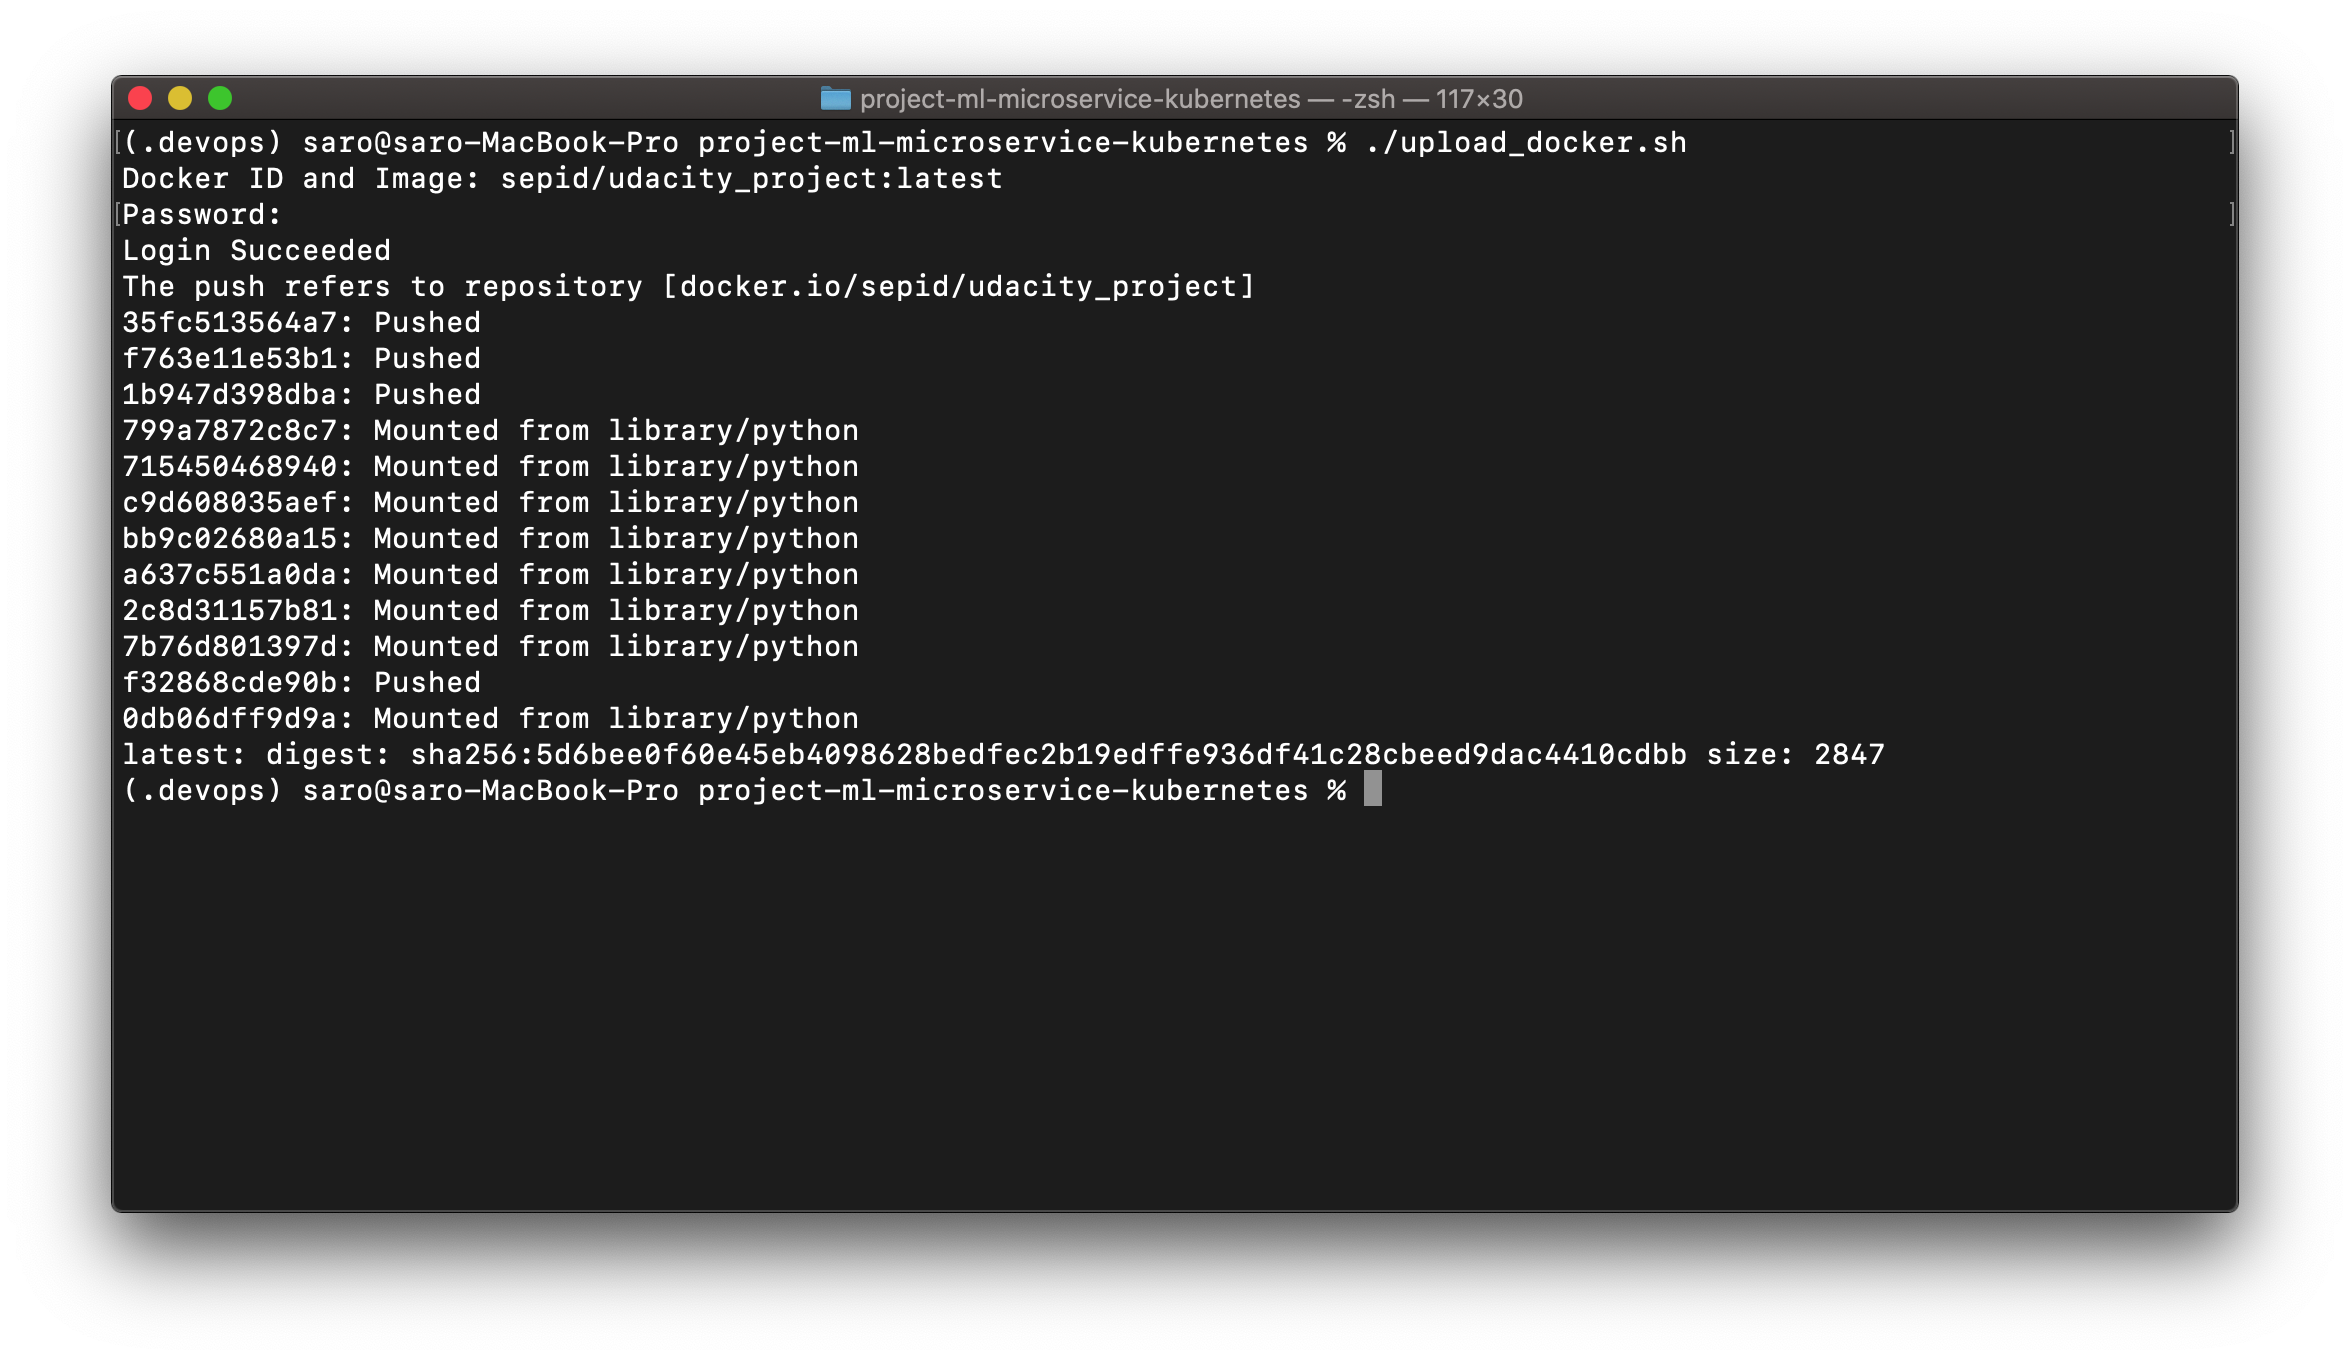 project-ml-microservice-kubernetes — -zsh — 117×30
[(.devops) saro@saro-MacBook-Pro project-ml-microservice-kubernetes % ./upload_docker.sh ]
Docker ID and Image: sepid/udacity_project:latest
[Password: ]
Login Succeeded
The push refers to repository [docker.io/sepid/udacity_project]
35fc513564a7: Pushed
f763e11e53b1: Pushed
1b947d398dba: Pushed
799a7872c8c7: Mounted from library/python
715450468940: Mounted from library/python
c9d608035aef: Mounted from library/python
bb9c02680a15: Mounted from library/python
a637c551a0da: Mounted from library/python
2c8d31157b81: Mounted from library/python
7b76d801397d: Mounted from library/python
f32868cde90b: Pushed
0db06dff9d9a: Mounted from library/python
latest: digest: sha256:5d6bee0f60e45eb4098628bedfec2b19edffe936df41c28cbeed9dac4410cdbb size: 2847
(.devops) saro@saro-MacBook-Pro project-ml-microservice-kubernetes %